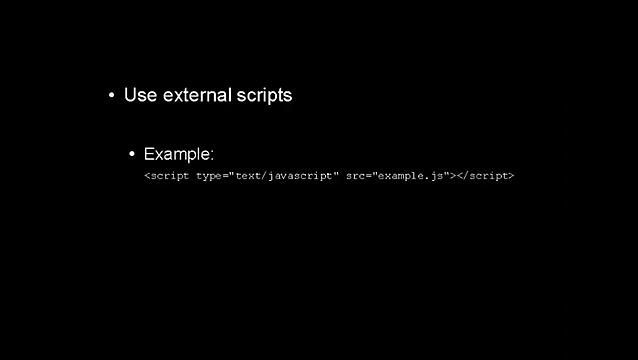 • Use external scripts
• Example:
<script type="text/javascript" src="example.js"></script>